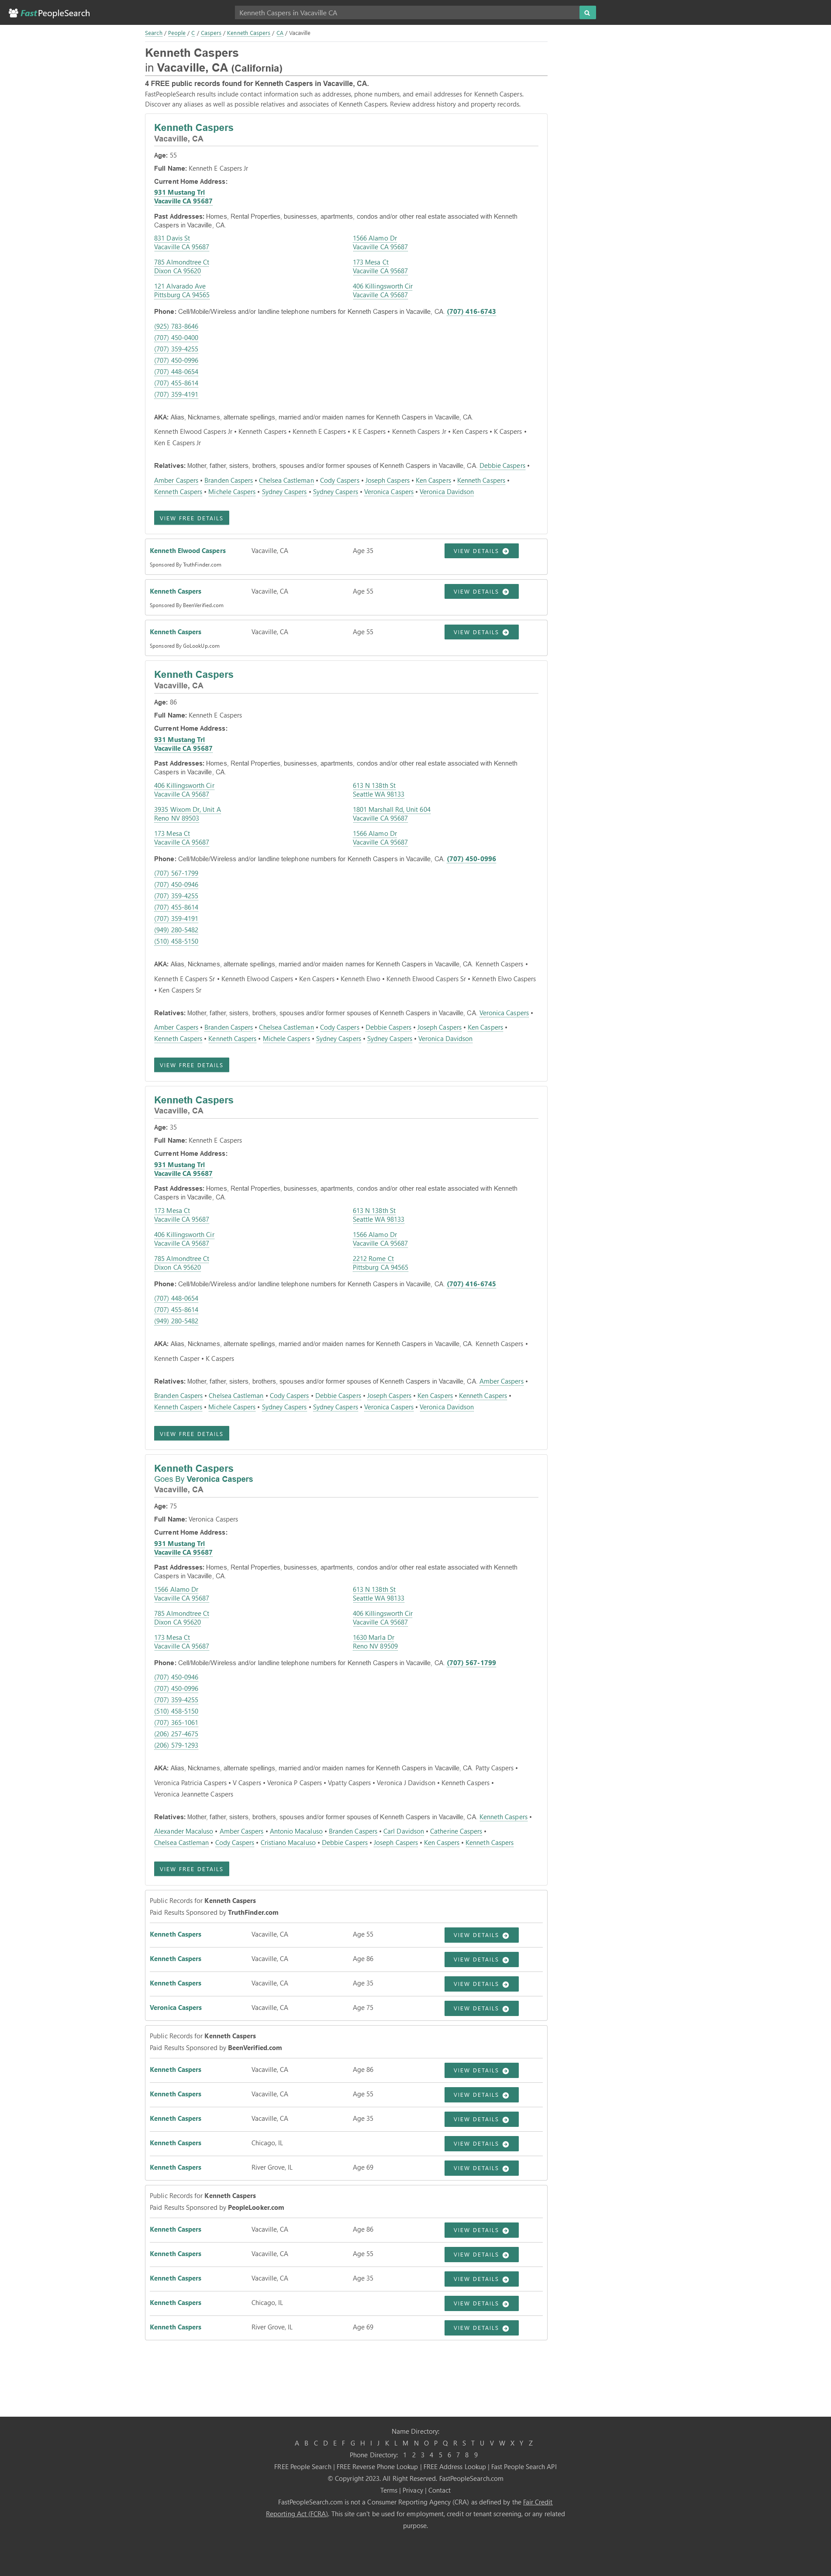 FastPeopleSearch
Kenneth Caspers in Vacaville CA
Search / People / C / Caspers / Kenneth Caspers / CA / Vacaville
Kenneth Caspers
in Vacaville, CA (California)
4 FREE public records found for Kenneth Caspers in Vacaville, CA.
FastPeopleSearch results include contact information such as addresses, phone numbers, and email addresses for Kenneth Caspers.
Discover any aliases as well as possible relatives and associates of Kenneth Caspers. Review address history and property records.
Kenneth Caspers
Vacaville, CA
Age: 55
Full Name: Kenneth E Caspers Jr
Current Home Address:
931 Mustang Trl
Vacaville CA 95687
Past Addresses: Homes, Rental Properties, businesses, apartments, condos and/or other real estate associated with Kenneth
Caspers in Vacaville, CA.
831 Davis St 1566 Alamo Dr
Vacaville CA 95687 Vacaville CA 95687
785 Almondtree Ct 173 Mesa Ct
Dixon CA 95620 Vacaville CA 95687
121 Alvarado Ave 406 Killingsworth Cir
Pittsburg CA 94565 Vacaville CA 95687
Phone: Cell/Mobile/Wireless and/or landline telephone numbers for Kenneth Caspers in Vacaville, CA. (707) 416-6743
(925) 783-8646
(707) 450-0400
(707) 359-4255
(707) 450-0996
(707) 448-0654
(707) 455-8614
(707) 359-4191
AKA: Alias, Nicknames, alternate spellings, married and/or maiden names for Kenneth Caspers in Vacaville, CA.
Kenneth Elwood Caspers Jr • Kenneth Caspers • Kenneth E Caspers • K E Caspers • Kenneth Caspers Jr • Ken Caspers • K Caspers •
Ken E Caspers Jr
Relatives: Mother, father, sisters, brothers, spouses and/or former spouses of Kenneth Caspers in Vacaville, CA. Debbie Caspers •
Amber Caspers • Branden Caspers • Chelsea Castleman • Cody Caspers • Joseph Caspers • Ken Caspers • Kenneth Caspers •
Kenneth Caspers • Michele Caspers • Sydney Caspers • Sydney Caspers • Veronica Caspers • Veronica Davidson
VIEW FREE DETAILS
Kenneth Elwood Caspers Vacaville, CA Age 35 VIEW DETAILS
Sponsored By TruthFinder.com
Kenneth Caspers Vacaville, CA Age 55 VIEW DETAILS
Sponsored By BeenVerified.com
Kenneth Caspers Vacaville, CA Age 55 VIEW DETAILS
Sponsored By GoLookUp.com
Kenneth Caspers
Vacaville, CA
Age: 86
Full Name: Kenneth E Caspers
Current Home Address:
931 Mustang Trl
Vacaville CA 95687
Past Addresses: Homes, Rental Properties, businesses, apartments, condos and/or other real estate associated with Kenneth
Caspers in Vacaville, CA.
406 Killingsworth Cir 613 N 138th St
Vacaville CA 95687 Seattle WA 98133
3935 Wixom Dr, Unit A 1801 Marshall Rd, Unit 604
Reno NV 89503 Vacaville CA 95687
173 Mesa Ct 1566 Alamo Dr
Vacaville CA 95687 Vacaville CA 95687
Phone: Cell/Mobile/Wireless and/or landline telephone numbers for Kenneth Caspers in Vacaville, CA. (707) 450-0996
(707) 567-1799
(707) 450-0946
(707) 359-4255
(707) 455-8614
(707) 359-4191
(949) 280-5482
(510) 458-5150
AKA: Alias, Nicknames, alternate spellings, married and/or maiden names for Kenneth Caspers in Vacaville, CA. Kenneth Caspers •
Kenneth E Caspers Sr • Kenneth Elwood Caspers • Ken Caspers • Kenneth Elwo • Kenneth Elwood Caspers Sr • Kenneth Elwo Caspers
• Ken Caspers Sr
Relatives: Mother, father, sisters, brothers, spouses and/or former spouses of Kenneth Caspers in Vacaville, CA. Veronica Caspers •
Amber Caspers • Branden Caspers • Chelsea Castleman • Cody Caspers • Debbie Caspers • Joseph Caspers • Ken Caspers •
Kenneth Caspers • Kenneth Caspers • Michele Caspers • Sydney Caspers • Sydney Caspers • Veronica Davidson
VIEW FREE DETAILS
Kenneth Caspers
Vacaville, CA
Age: 35
Full Name: Kenneth E Caspers
Current Home Address:
931 Mustang Trl
Vacaville CA 95687
Past Addresses: Homes, Rental Properties, businesses, apartments, condos and/or other real estate associated with Kenneth
Caspers in Vacaville, CA.
173 Mesa Ct 613 N 138th St
Vacaville CA 95687 Seattle WA 98133
406 Killingsworth Cir 1566 Alamo Dr
Vacaville CA 95687 Vacaville CA 95687
785 Almondtree Ct 2212 Rome Ct
Dixon CA 95620 Pittsburg CA 94565
Phone: Cell/Mobile/Wireless and/or landline telephone numbers for Kenneth Caspers in Vacaville, CA. (707) 416-6745
(707) 448-0654
(707) 455-8614
(949) 280-5482
AKA: Alias, Nicknames, alternate spellings, married and/or maiden names for Kenneth Caspers in Vacaville, CA. Kenneth Caspers •
Kenneth Casper • K Caspers
Relatives: Mother, father, sisters, brothers, spouses and/or former spouses of Kenneth Caspers in Vacaville, CA. Amber Caspers •
Branden Caspers • Chelsea Castleman • Cody Caspers • Debbie Caspers • Joseph Caspers • Ken Caspers • Kenneth Caspers •
Kenneth Caspers • Michele Caspers • Sydney Caspers • Sydney Caspers • Veronica Caspers • Veronica Davidson
VIEW FREE DETAILS
Kenneth Caspers
Goes By Veronica Caspers
Vacaville, CA
Age: 75
Full Name: Veronica Caspers
Current Home Address:
931 Mustang Trl
Vacaville CA 95687
Past Addresses: Homes, Rental Properties, businesses, apartments, condos and/or other real estate associated with Kenneth
Caspers in Vacaville, CA.
1566 Alamo Dr 613 N 138th St
Vacaville CA 95687 Seattle WA 98133
785 Almondtree Ct 406 Killingsworth Cir
Dixon CA 95620 Vacaville CA 95687
173 Mesa Ct 1630 Marla Dr
Vacaville CA 95687 Reno NV 89509
Phone: Cell/Mobile/Wireless and/or landline telephone numbers for Kenneth Caspers in Vacaville, CA. (707) 567-1799
(707) 450-0946
(707) 450-0996
(707) 359-4255
(510) 458-5150
(707) 365-1061
(206) 257-4675
(206) 579-1293
AKA: Alias, Nicknames, alternate spellings, married and/or maiden names for Kenneth Caspers in Vacaville, CA. Patty Caspers •
Veronica Patricia Caspers • V Caspers • Veronica P Caspers • Vpatty Caspers • Veronica J Davidson • Kenneth Caspers •
Veronica Jeannette Caspers
Relatives: Mother, father, sisters, brothers, spouses and/or former spouses of Kenneth Caspers in Vacaville, CA. Kenneth Caspers •
Alexander Macaluso • Amber Caspers • Antonio Macaluso • Branden Caspers • Carl Davidson • Catherine Caspers •
Chelsea Castleman • Cody Caspers • Cristiano Macaluso • Debbie Caspers • Joseph Caspers • Ken Caspers • Kenneth Caspers
VIEW FREE DETAILS
Public Records for Kenneth Caspers
Paid Results Sponsored by TruthFinder.com
Kenneth Caspers Vacaville, CA Age 55 VIEW DETAILS
Kenneth Caspers Vacaville, CA Age 86 VIEW DETAILS
Kenneth Caspers Vacaville, CA Age 35 VIEW DETAILS
Veronica Caspers Vacaville, CA Age 75 VIEW DETAILS
Public Records for Kenneth Caspers
Paid Results Sponsored by BeenVerified.com
Kenneth Caspers Vacaville, CA Age 86 VIEW DETAILS
Kenneth Caspers Vacaville, CA Age 55 VIEW DETAILS
Kenneth Caspers Vacaville, CA Age 35 VIEW DETAILS
Kenneth Caspers Chicago, IL VIEW DETAILS
Kenneth Caspers River Grove, IL Age 69 VIEW DETAILS
Public Records for Kenneth Caspers
Paid Results Sponsored by PeopleLooker.com
Kenneth Caspers Vacaville, CA Age 86 VIEW DETAILS
Kenneth Caspers Vacaville, CA Age 55 VIEW DETAILS
Kenneth Caspers Vacaville, CA Age 35 VIEW DETAILS
Kenneth Caspers Chicago, IL VIEW DETAILS
Kenneth Caspers River Grove, IL Age 69 VIEW DETAILS
Name Directory:
A B C D E F G H I J K L M N O P Q R S T U V W X Y Z
Phone Directory: 1 2 3 4 5 6 7 8 9
FREE People Search | FREE Reverse Phone Lookup | FREE Address Lookup | Fast People Search API
© Copyright 2023. All Right Reserved. FastPeopleSearch.com
Terms | Privacy | Contact
FastPeopleSearch.com is not a Consumer Reporting Agency (CRA) as defined by the Fair Credit
Reporting Act (FCRA). This site can't be used for employment, credit or tenant screening, or any related
purpose.